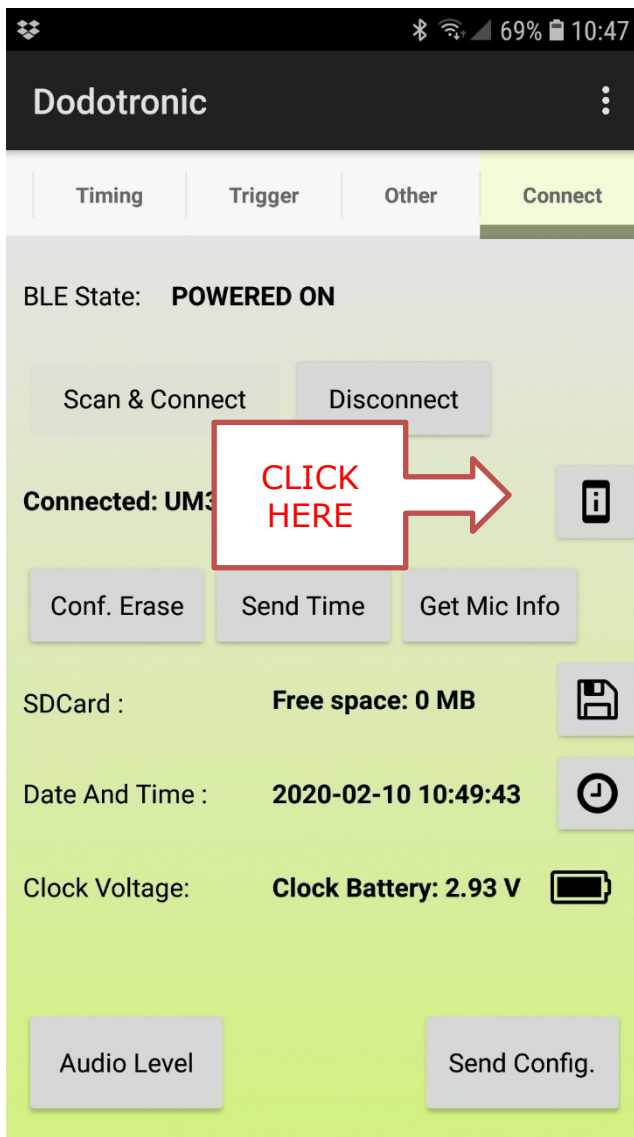 69% 10:47
Dodotronic
Timing Trigger Other Connect
BLE State: POWERED ON
Scan & Connect Disconnect
CLICK
HERE
Connected: UM3
Conf. Erase Send Time Get Mic Info
SDCard : Free space: 0 MB
Date And Time : 2020-02-10 10:49:43
Clock Voltage: Clock Battery: 2.93 V
Audio Level Send Config.